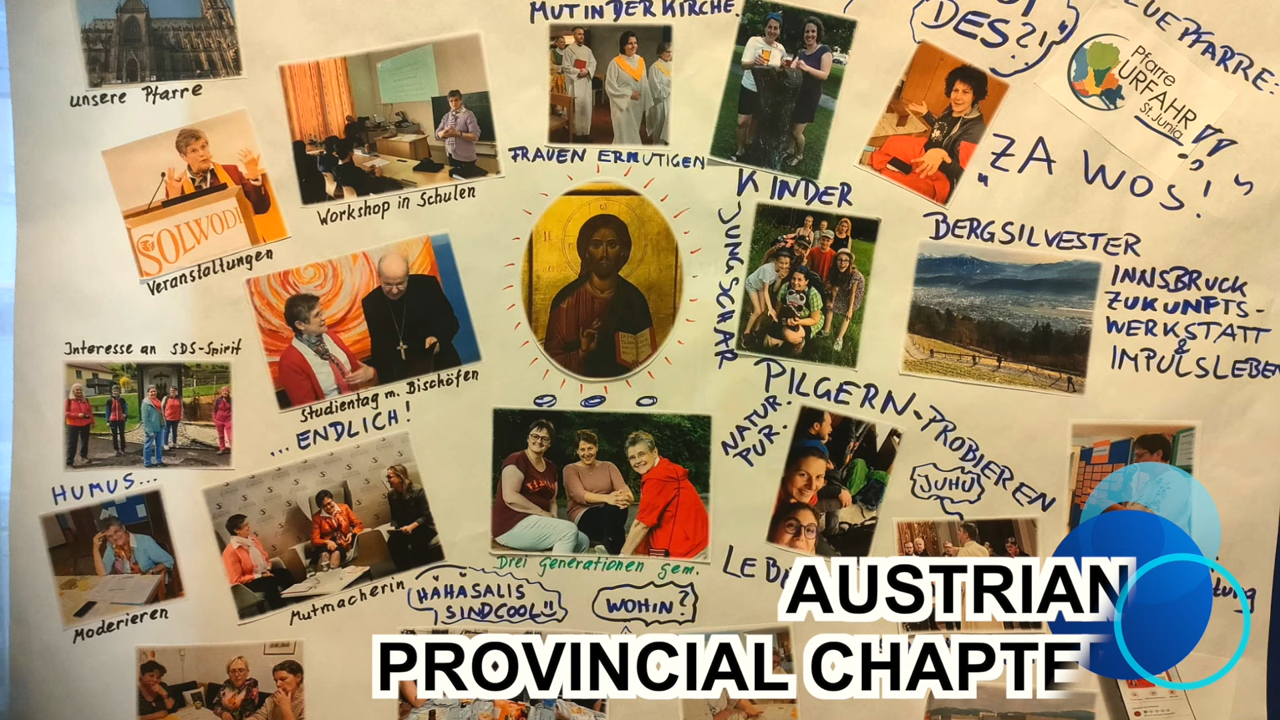 MUT IN DER KIRCHE.
DES?!
PFARRE:
Pfarre
URFAHR
St. Junia
!!
unsere Pfarre
FRAUEN ERMUTIGEN
"ZA WOS!"
Workshop in Schulen
KINDER
JUNGSCHAR
BERGSILVESTER
SOLWODI
Veranstaltungen
INNSBRUCK
ZUKUNFTS-
WERKSTATT
&
IMPULSLEBEN
Interesse an SDS-Spirit
Studientag m. Bischöfen
...ENDLICH!
PILGERN-PROBIEREN
NATUR
PUR.
JUHU
HUMUS...
Drei Generationen gem.
Moderieren
Mutmacherin
HÄHÄSALIS
SIND COOL!!
WOHIN?
AUSTRIAN
PROVINCIAL CHAPTE